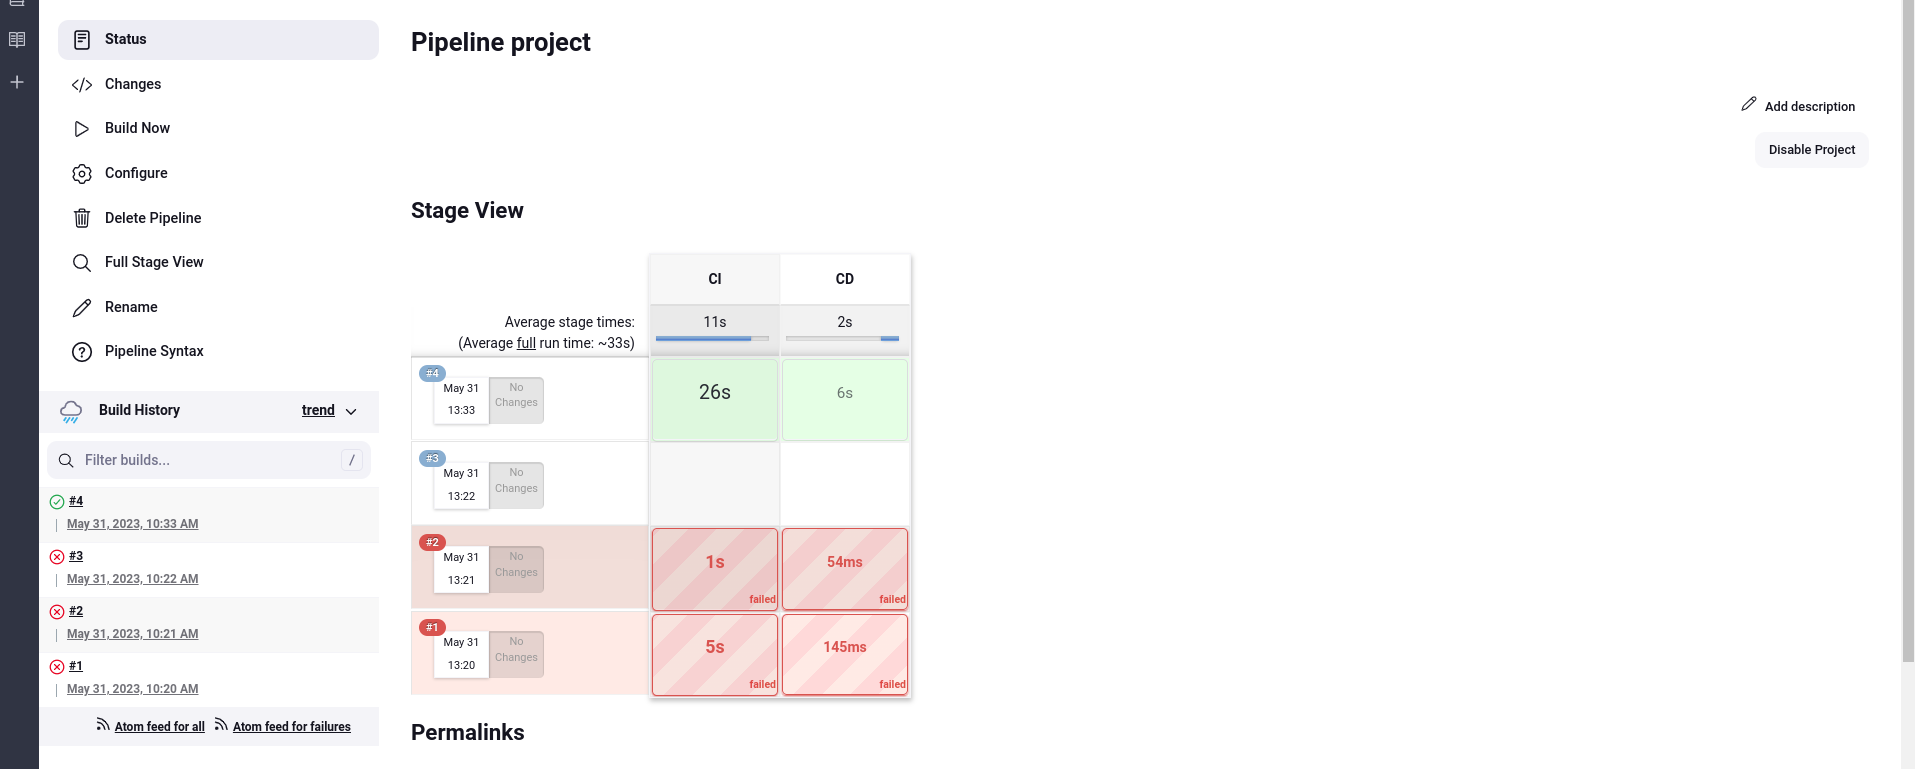 Status
Changes
Build Now
Configure
Delete Pipeline
Full Stage View
Rename
Pipeline Syntax
Build History
trend
Filter builds...
/
#4
May 31, 2023, 10:33 AM
#3
May 31, 2023, 10:22 AM
#2
May 31, 2023, 10:21 AM
#1
May 31, 2023, 10:20 AM
Atom feed for all
Atom feed for failures
Pipeline project
Add description
Disable Project
Stage View
CI
CD
Average stage times:
(Average full run time: ~33s)
11s
2s
#4
May 31
13:33
No
Changes
26s
6s
#3
May 31
13:22
No
Changes
#2
May 31
13:21
No
Changes
1s
failed
54ms
failed
#1
May 31
13:20
No
Changes
5s
failed
145ms
failed
Permalinks